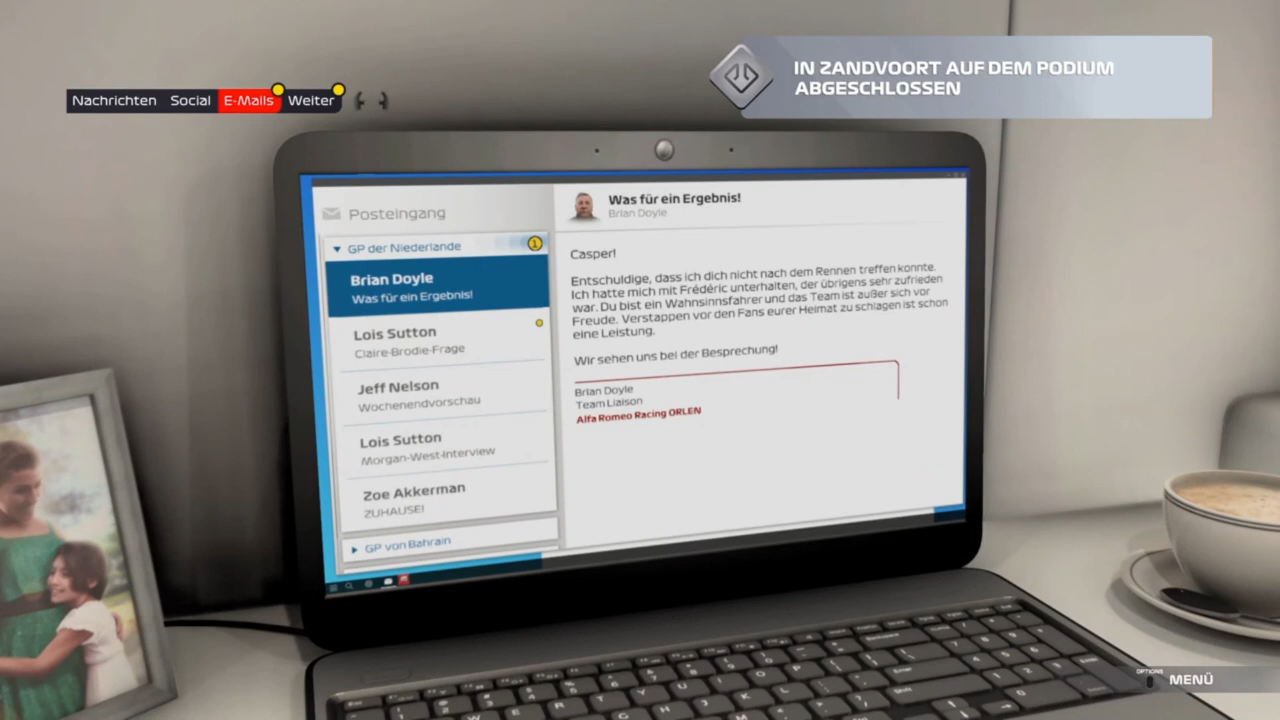 IN ZANDVOORT AUF DEM PODIUM
ABGESCHLOSSEN
Nachrichten Social E-Mails Weiter
Posteingang
GP der Niederlande 1
Brian Doyle
Was für ein Ergebnis!
Lois Sutton
Claire-Brodie-Frage
Jeff Nelson
Wochenendvorschau
Lois Sutton
Morgan-West-Interview
Zoe Akkerman
ZUHAUSE!
GP von Bahrain
Was für ein Ergebnis!
Brian Doyle
Casper!
Entschuldige, dass ich dich nicht nach dem Rennen treffen konnte.
Ich hatte mich mit Frédéric unterhalten, der übrigens sehr zufrieden
war. Du bist ein Wahnsinnsfahrer und das Team ist außer sich vor
Freude. Verstappen vor den Fans eurer Heimat zu schlagen ist schon
eine Leistung.
Wir sehen uns bei der Besprechung!
Brian Doyle
Team Liaison
Alfa Romeo Racing ORLEN
OPTIONS
MENÜ